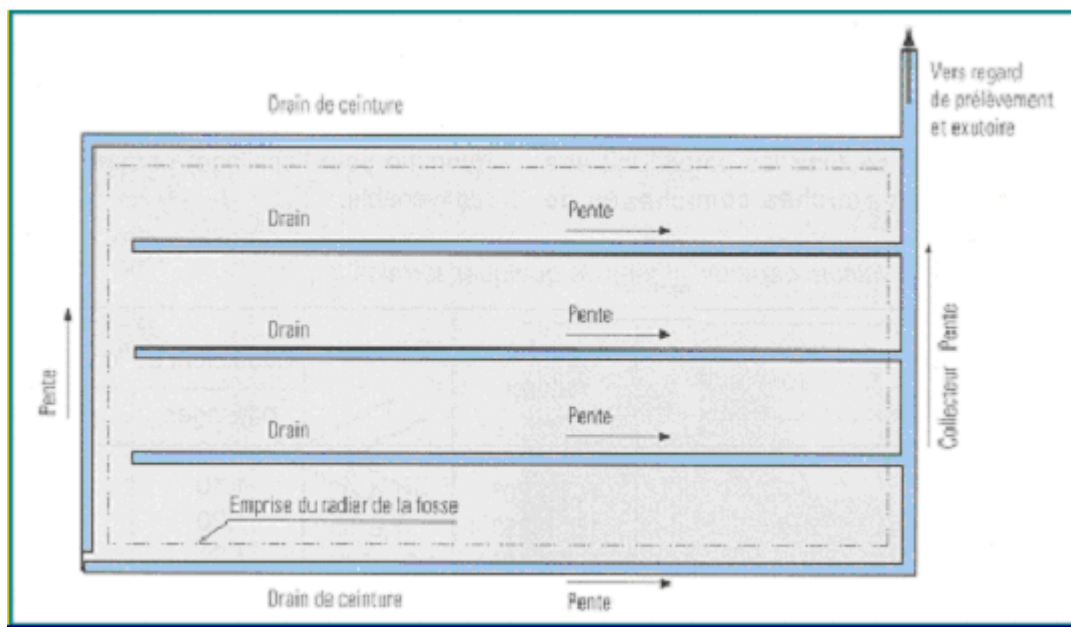 Vers regard
de prélèvement
et exutoire
Drain de ceinture
Drain
Pente
Drain
Pente
Pente
Collecteur Pente
Drain
Pente
Emprise du radier de la fosse
Drain de ceinture
Pente